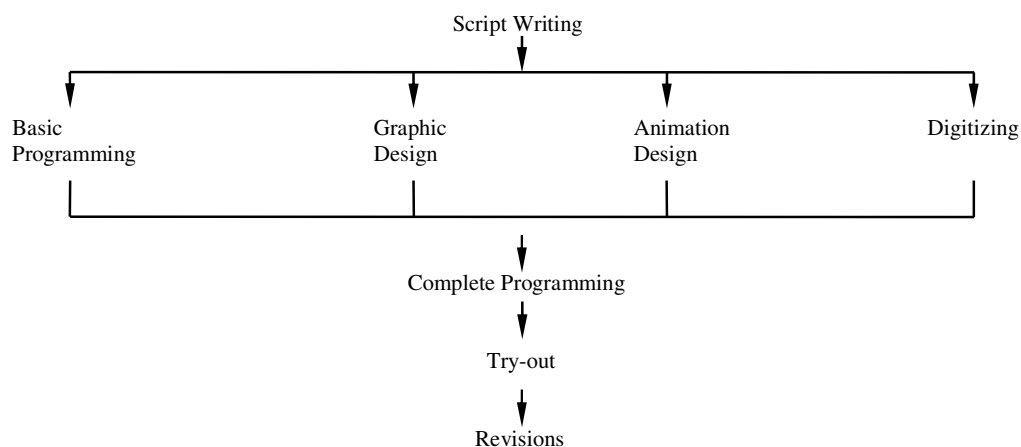 Script Writing
Basic
Programming
Graphic
Design
Animation
Design
Digitizing
Complete Programming
Try-out
Revisions